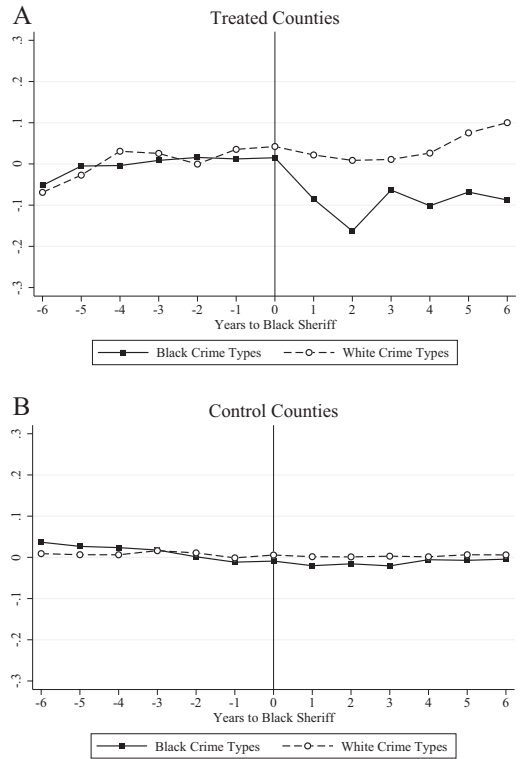 A
Treated Counties
.3
.2
.1
0
-.1
-.2
-.3
-6 -5 -4 -3 -2 -1 0 1 2 3 4 5 6
Years to Black Sheriff
Black Crime Types White Crime Types
B
Control Counties
.3
.2
.1
0
-.1
-.2
-.3
-6 -5 -4 -3 -2 -1 0 1 2 3 4 5 6
Years to Black Sheriff
Black Crime Types White Crime Types